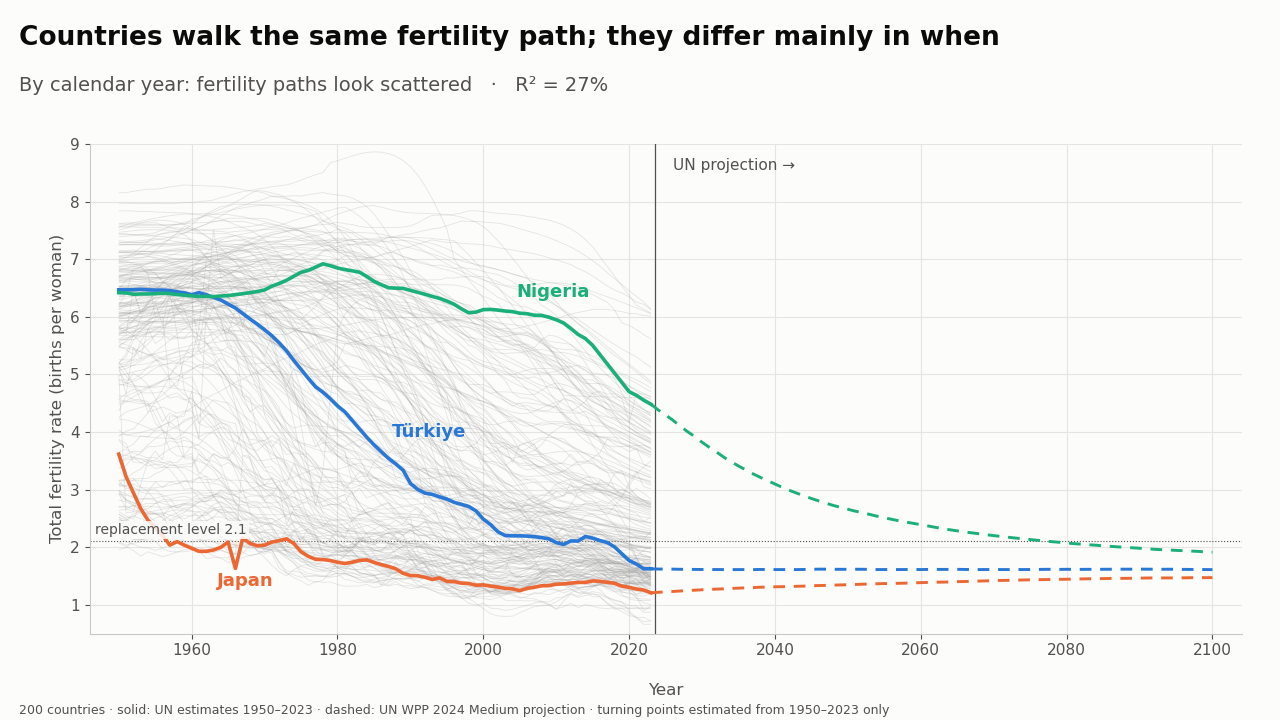 Countries walk the same fertility path; they differ mainly in when
By calendar year: fertility paths look scattered · R² = 27%
Total fertility rate (births per woman)
9
8
7
6
5
4
3
2
1
UN projection →
Nigeria
Türkiye
replacement level 2.1
Japan
1960
1980
2000
2020
2040
2060
2080
2100
Year
200 countries · solid: UN estimates 1950–2023 · dashed: UN WPP 2024 Medium projection · turning points estimated from 1950–2023 only